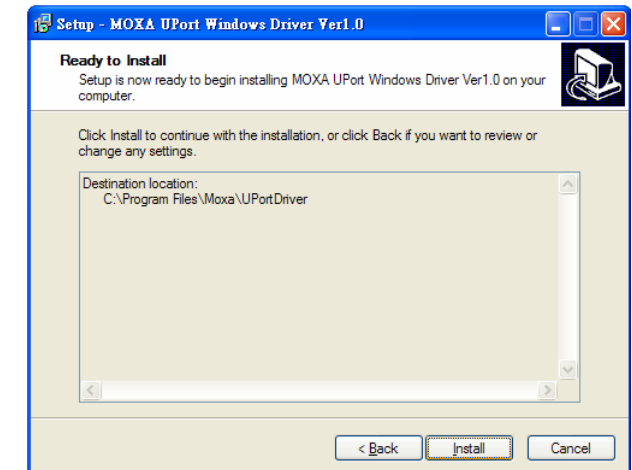 Setup - MOXA UPort Windows Driver Ver1.0
Ready to Install
Setup is now ready to begin installing MOXA UPort Windows Driver Ver1.0 on your
computer.
Click Install to continue with the installation, or click Back if you want to review or
change any settings.
Destination location:
C:\Program Files\Moxa\UPortDriver
< Back
Install
Cancel